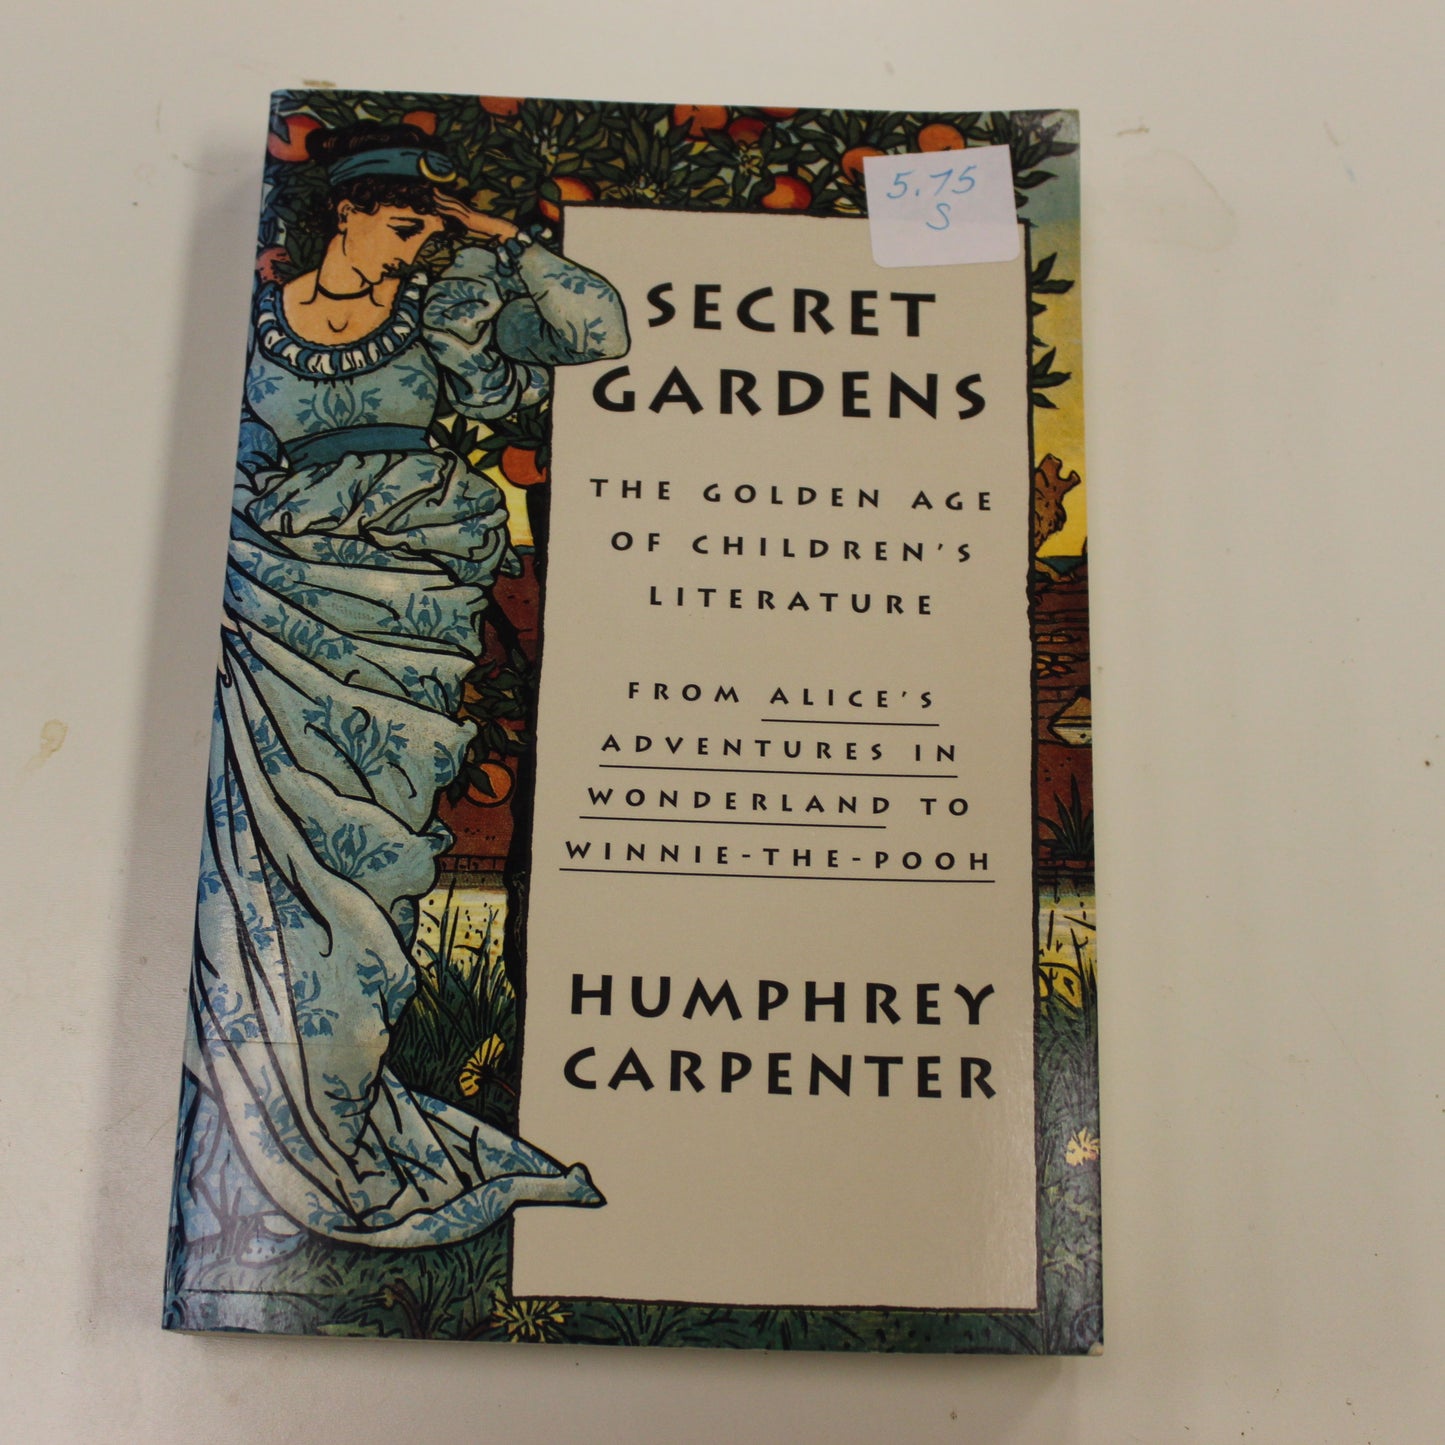 5.75
S
SECRET
GARDENS
THE GOLDEN AGE
OF CHILDREN'S
LITERATURE
FROM ALICE'S
ADVENTURES IN
WONDERLAND TO
WINNIE-THE-POOH
HUMPHREY
CARPENTER